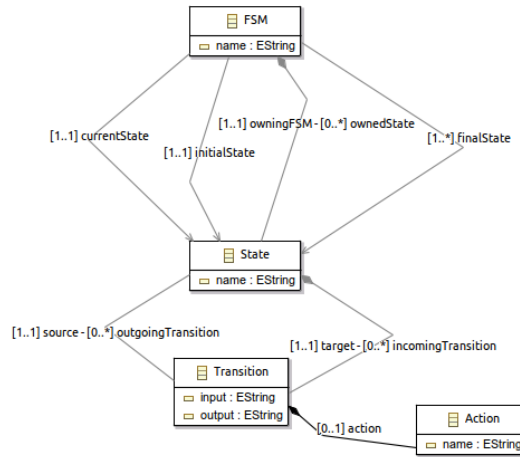 FSM
name : EString
[1..1] owningFSM - [0..*] ownedState
[1..1] currentState
[1..*] finalState
[1..1] initialState
State
name : EString
[1..1] source - [0..*] outgoingTransition
[1..1] target - [0..*] incomingTransition
Transition
input : EString
output : EString
[0..1] action
Action
name : EString